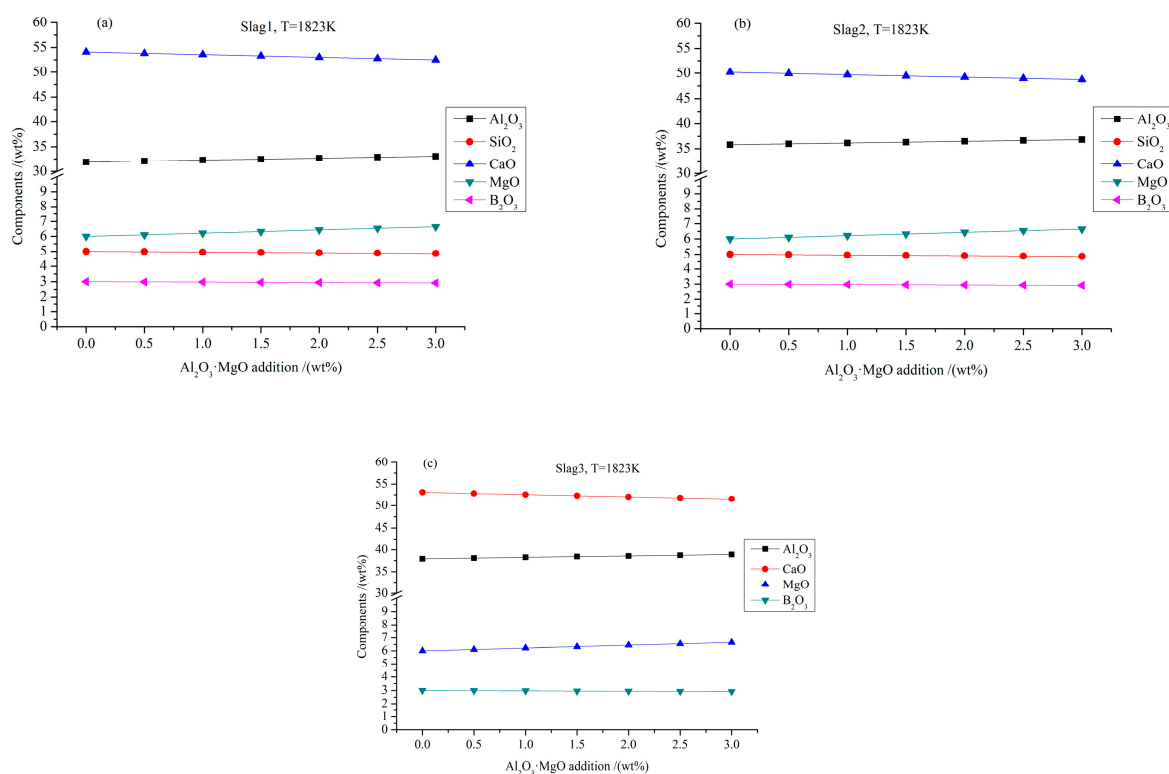 (a)
Slag1, T=1823K
60
55
50
45
40
35
30
9
8
7
6
5
4
3
2
1
0
Components /(wt%)
0.0 0.5 1.0 1.5 2.0 2.5 3.0
Al₂O₃·MgO addition /(wt%)
Al₂O₃
SiO₂
CaO
MgO
B₂O₃
(b)
Slag2, T=1823K
60
55
50
45
40
35
30
9
8
7
6
5
4
3
2
1
0
Components /(wt%)
0.0 0.5 1.0 1.5 2.0 2.5 3.0
Al₂O₃·MgO addition /(wt%)
Al₂O₃
SiO₂
CaO
MgO
B₂O₃
(c)
Slag3, T=1823K
60
55
50
45
40
35
30
9
8
7
6
5
4
3
2
1
0
Components /(wt%)
0.0 0.5 1.0 1.5 2.0 2.5 3.0
Al₂O₃·MgO addition /(wt%)
Al₂O₃
CaO
MgO
B₂O₃